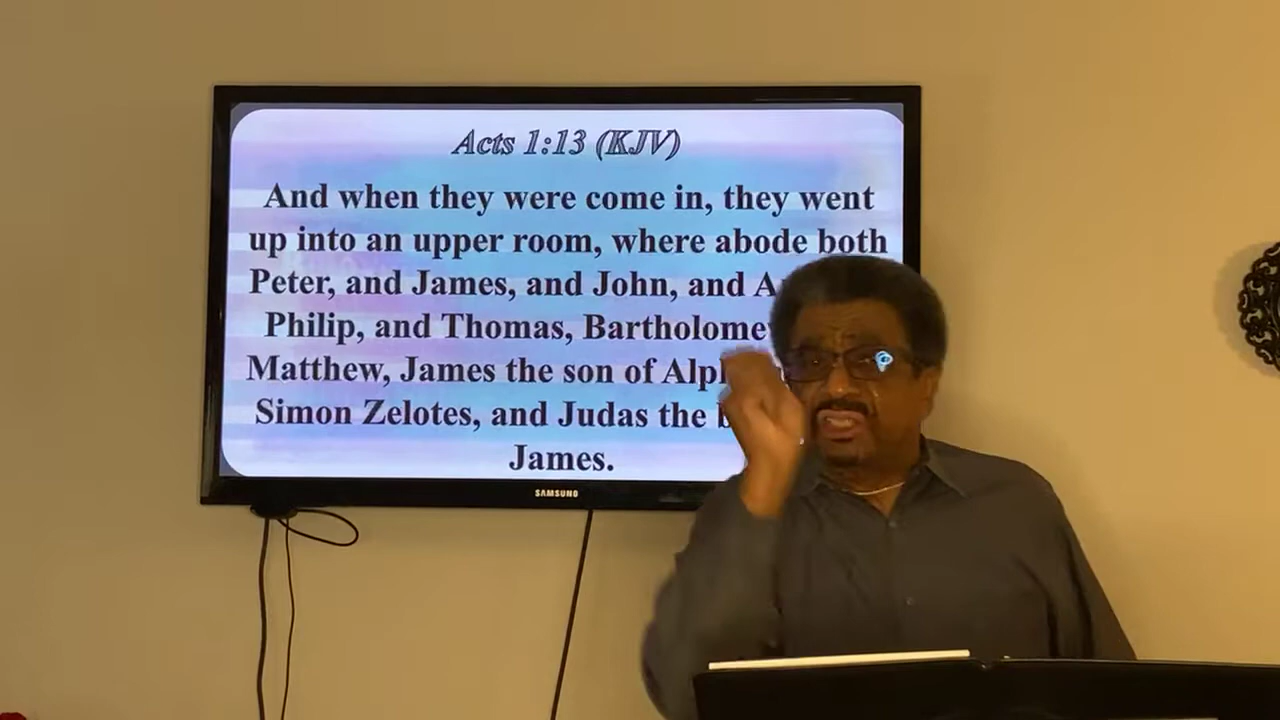 Acts 1:13 (KJV)
And when they were come in, they went
up into an upper room, where abode both
Peter, and James, and John, and
Philip, and Thomas,
Matthew, James the son of
Simon Zelotes, and Judas the
James.
SAMSUNG